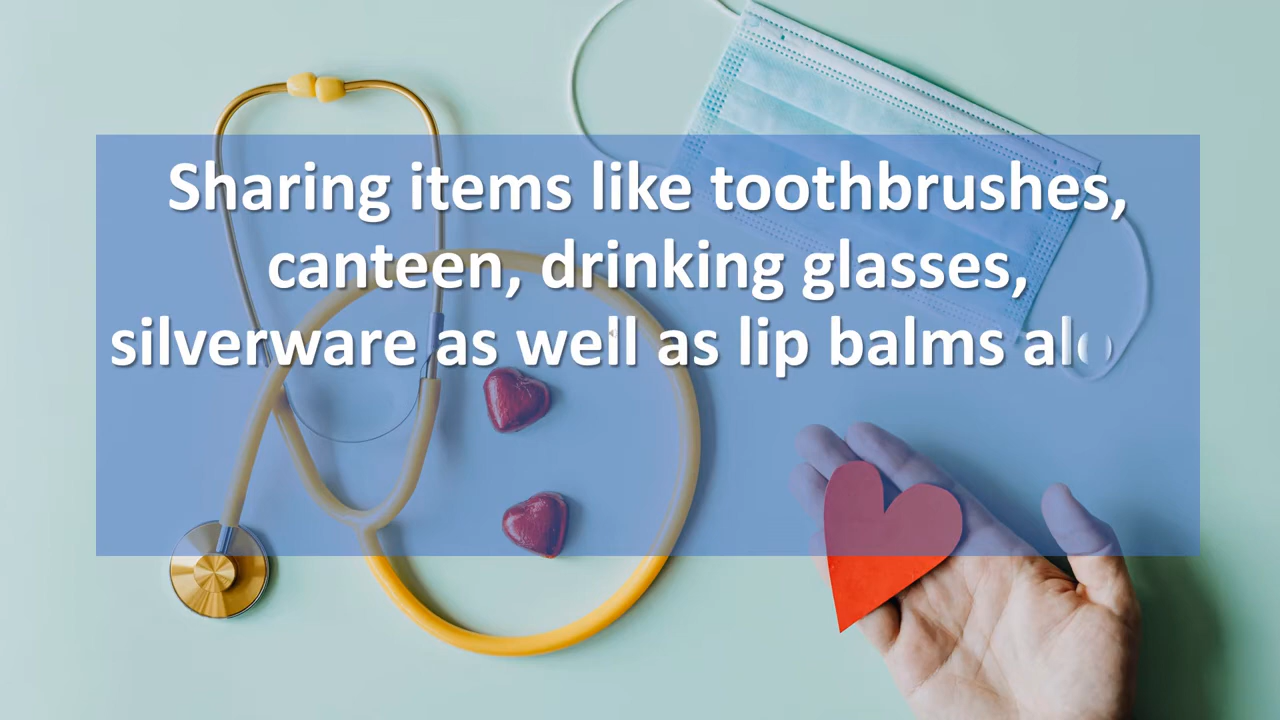 Sharing items like toothbrushes,
canteen, drinking glasses,
silverware as well as lip balms